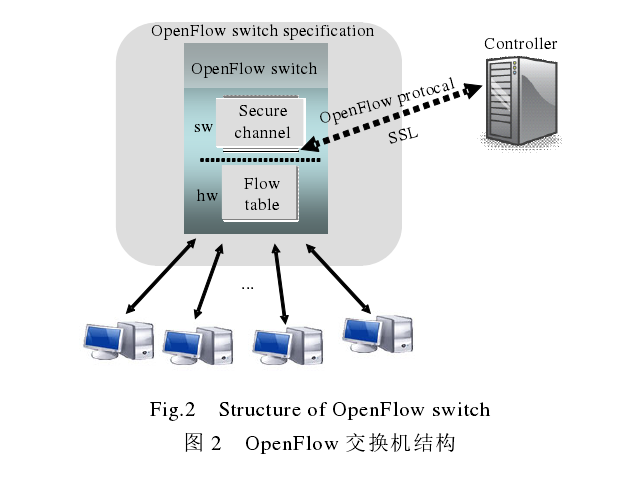 OpenFlow switch specification
Controller
OpenFlow switch
OpenFlow protocal
SSL
sw
Secure
channel
hw
Flow
table
...
Fig.2 Structure of OpenFlow switch
图 2 OpenFlow 交换机结构